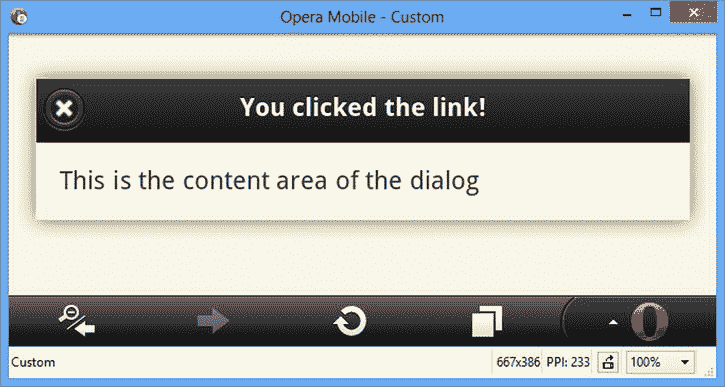 Opera Mobile - Custom
You clicked the link!
This is the content area of the dialog
Custom 667x386 PPI: 233 100%